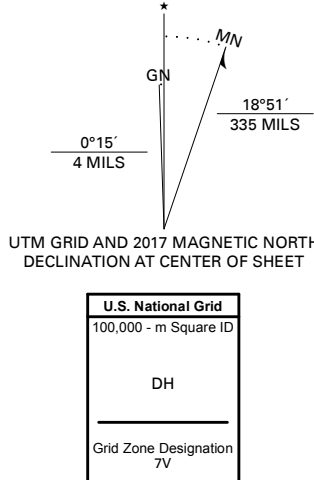 ★
MN
GN
18°51´
335 MILS
0°15´
4 MILS
UTM GRID AND 2017 MAGNETIC NORTH
DECLINATION AT CENTER OF SHEET
U.S. National Grid
100,000 - m Square ID
DH
Grid Zone Designation
7V